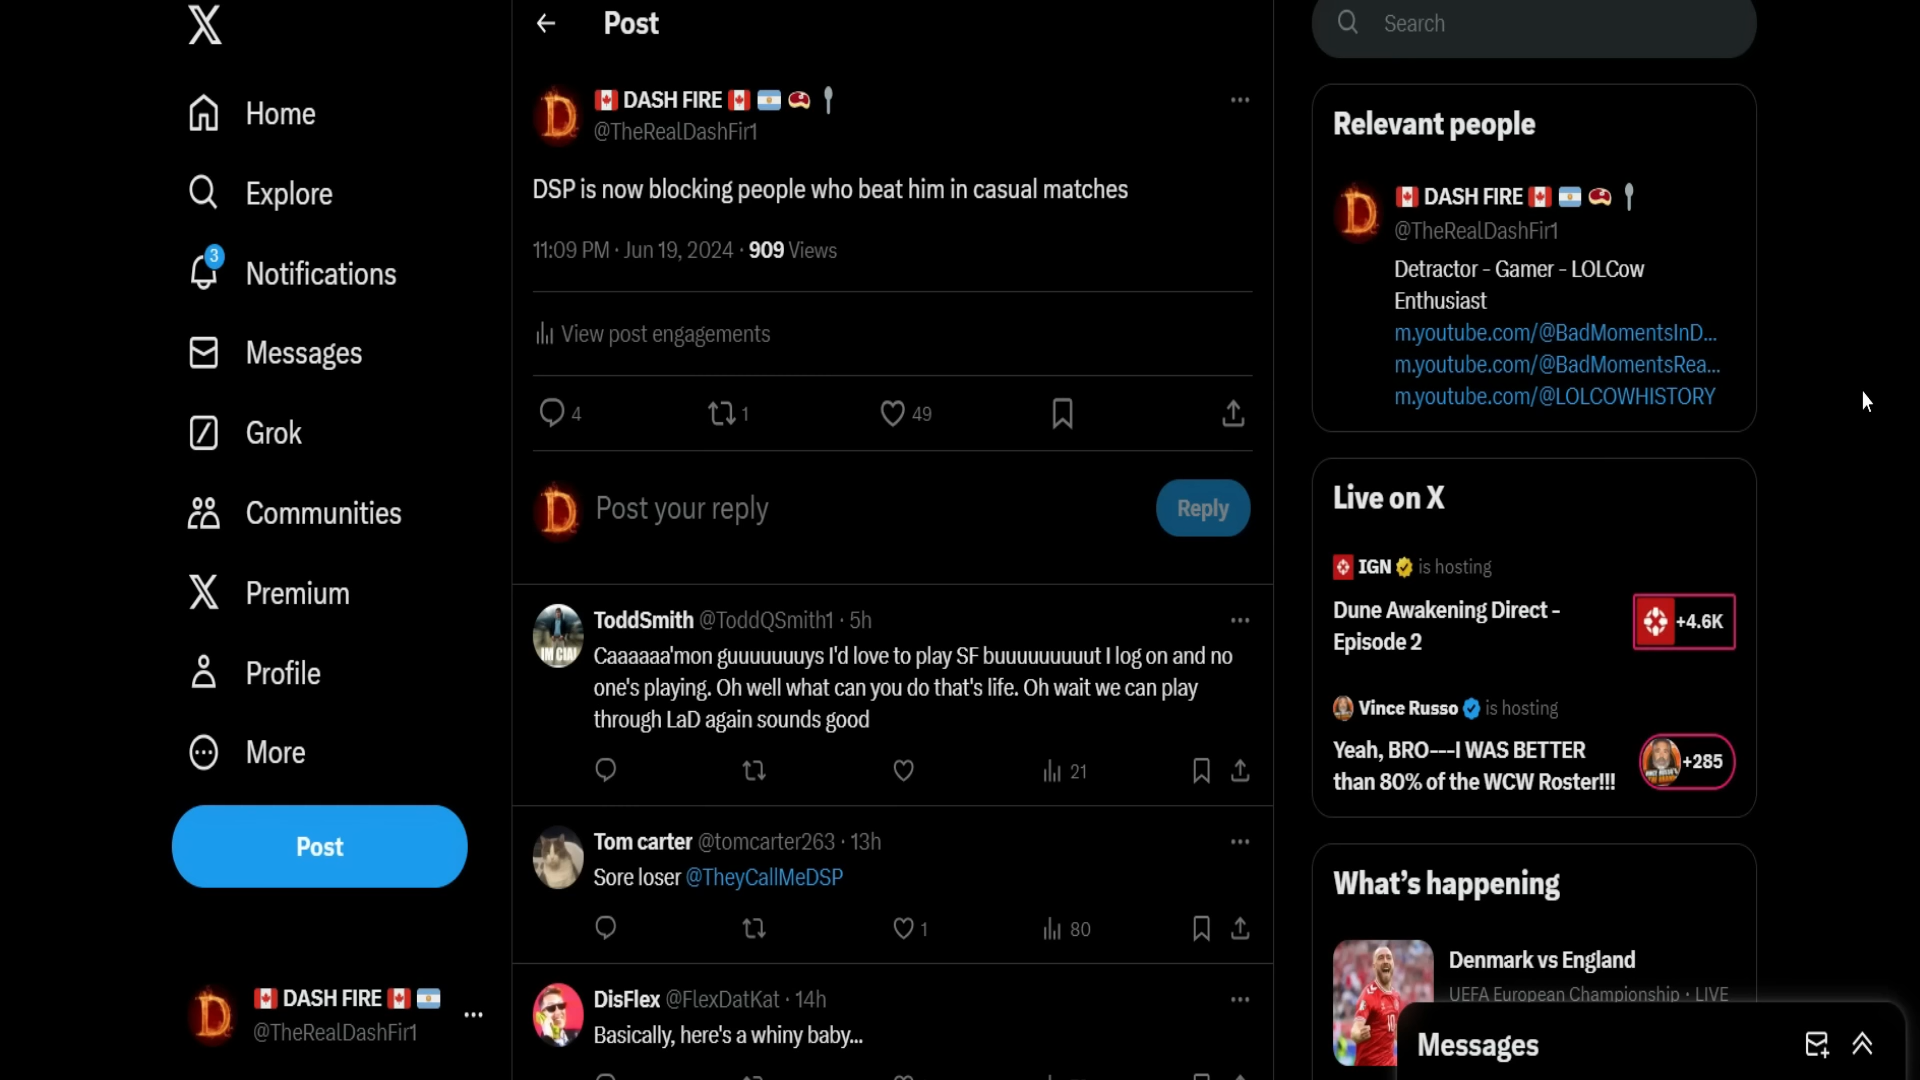 Home
Explore
3
Notifications
Messages
Grok
Communities
Premium
Profile
More
Post
DASH FIRE
@TheRealDashFir1
Post
DASH FIRE
@TheRealDashFir1
DSP is now blocking people who beat him in casual matches
11:09 PM · Jun 19, 2024 · 909 Views
View post engagements
4 1 49
Post your reply
Reply
ToddSmith @ToddQSmith1 · 5h
IM CIA!
Caaaaaa'mon guuuuuuuys I'd love to play SF buuuuuuuuut I log on and no
one's playing. Oh well what can you do that's life. Oh wait we can play
through LaD again sounds good
21
Tom carter @tomcarter263 · 13h
Sore loser @TheyCallMeDSP
1 80
DisFlex @FlexDatKat · 14h
Basically, here's a whiny baby...
Search
Relevant people
DASH FIRE
@TheRealDashFir1
Detractor - Gamer - LOLCow
Enthusiast
m.youtube.com/@BadMomentsInD...
m.youtube.com/@BadMomentsRea...
m.youtube.com/@LOLCOWHISTORY
Live on X
IGN is hosting
Dune Awakening Direct -
Episode 2
+4.6K
Vince Russo is hosting
Yeah, BRO---I WAS BETTER
than 80% of the WCW Roster!!!
+285
What's happening
Denmark vs England
UEFA European Championship · LIVE
Messages